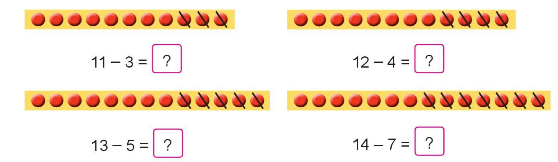 11 – 3 = ?
12 – 4 = ?
13 – 5 = ?
14 – 7 = ?